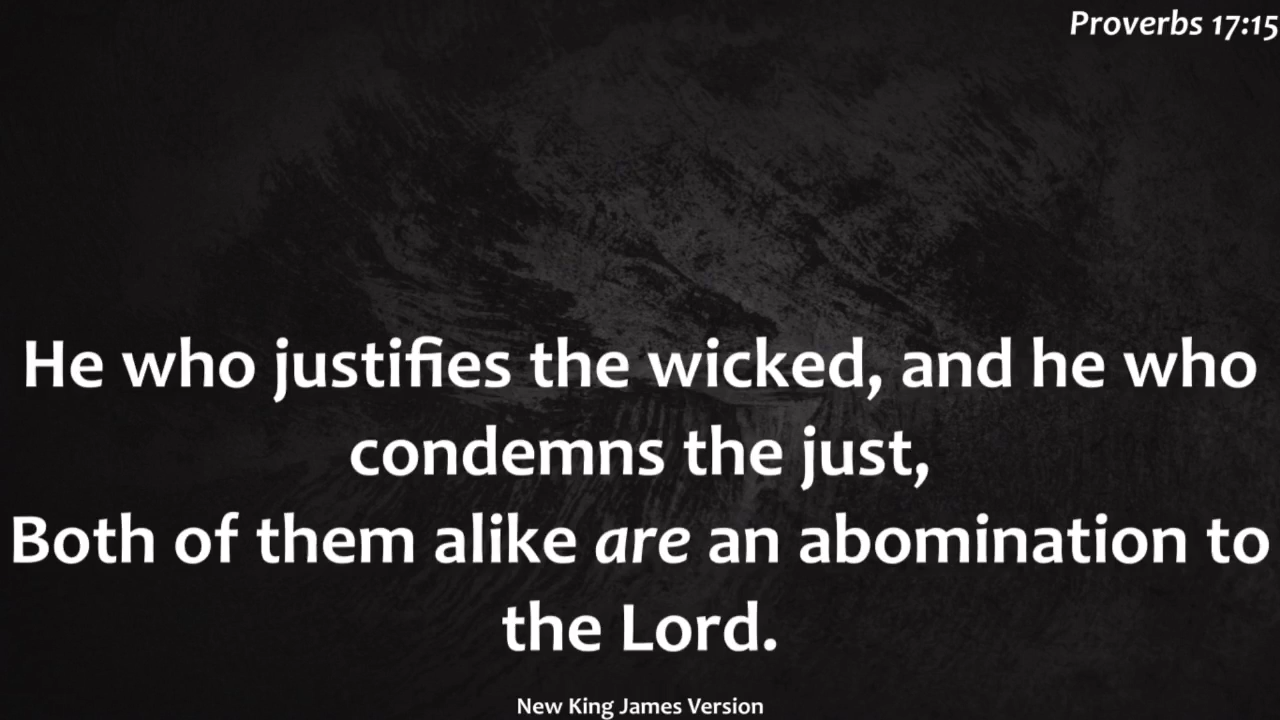 Proverbs 17:15
He who justifies the wicked, and he who
condemns the just,
Both of them alike are an abomination to
the Lord.
New King James Version